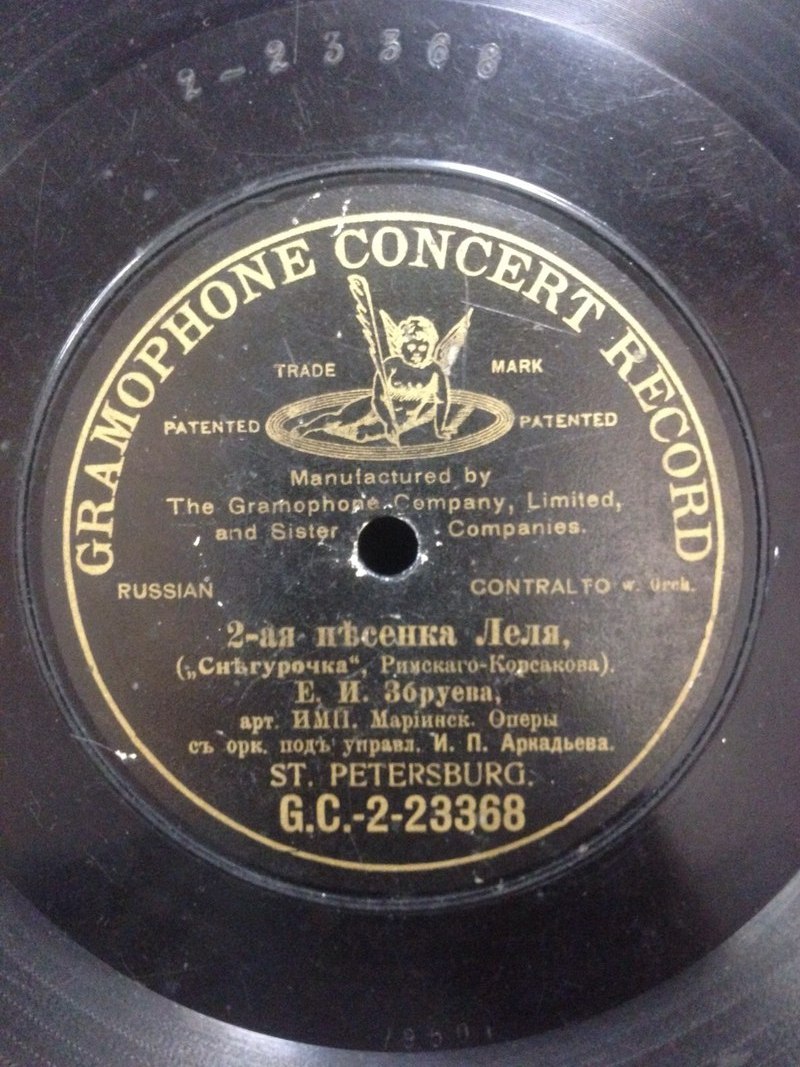 2-23368
GRAMOPHONE CONCERT RECORD
TRADE MARK
PATENTED PATENTED
Manufactured by
The Gramophone Company, Limited,
and Sister Companies.
RUSSIAN CONTRALTO w. Orch.
2-ая пѣсенка Леля,
(„Снѣгурочка“, Римскаго-Корсакова).
Е. И. Збруева,
арт. ИМП. Маріинск. Оперы
съ орк. подъ управл. И. П. Аркадьева.
ST. PETERSBURG.
G.C.-2-23368